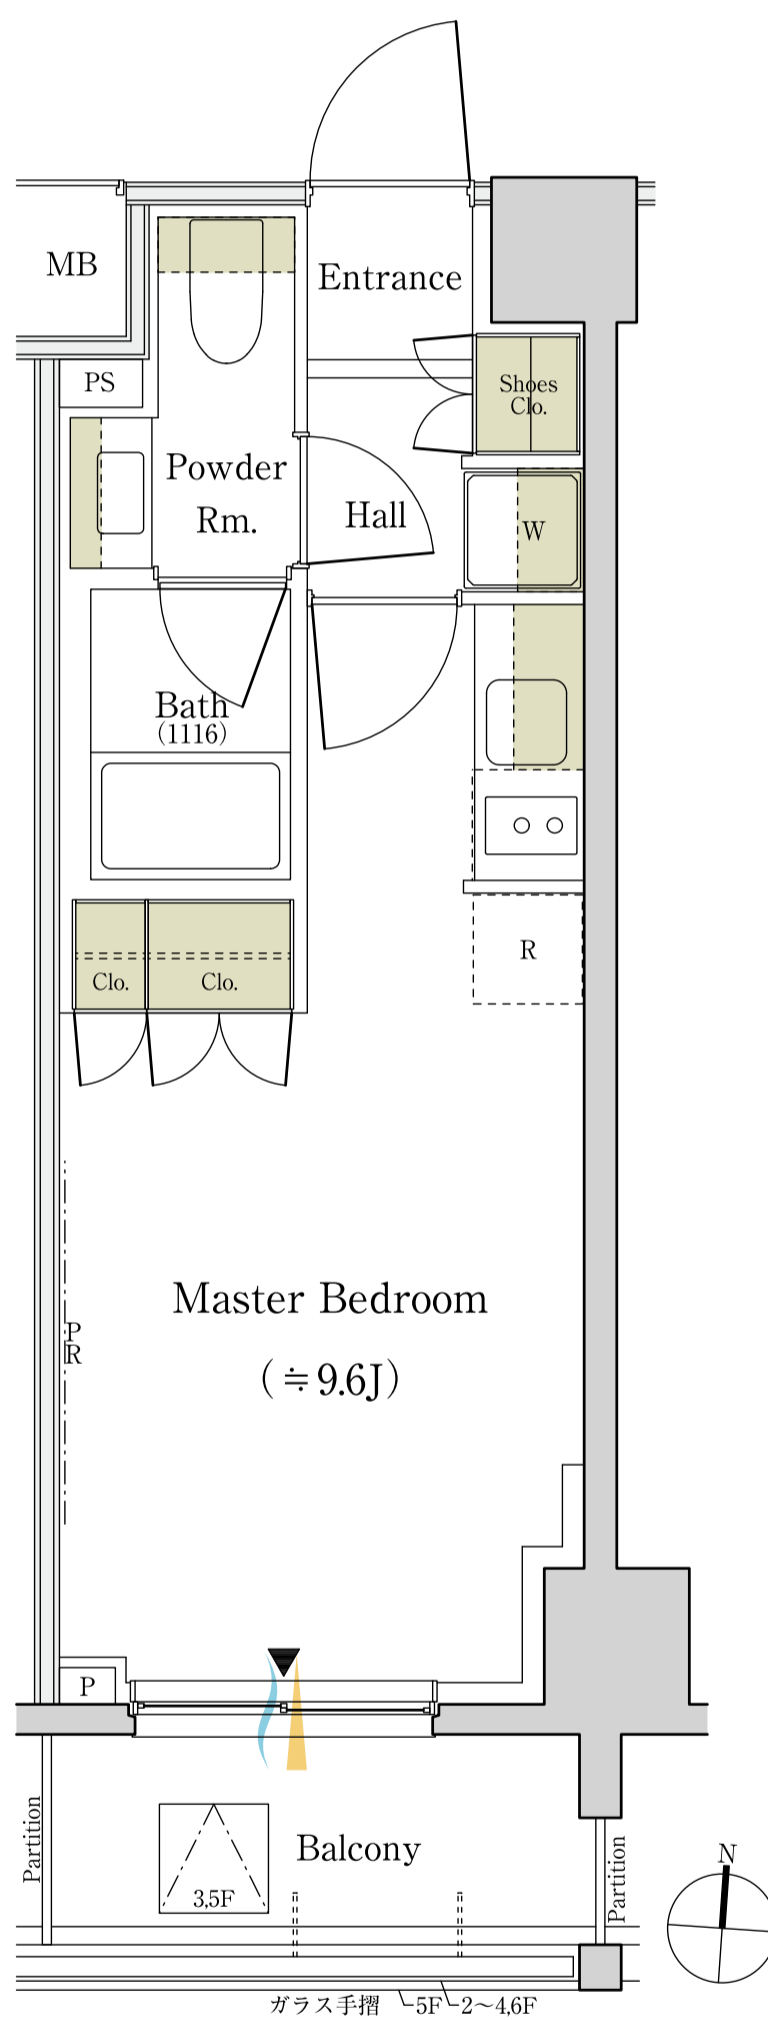 MB
Entrance
PS
Shoes
Clo.
Powder
Rm.
Hall
W
Bath
(1116)
R
Clo.
Clo.
Master Bedroom
(≒9.6J)
P
R
P
Partition
Balcony
3,5F
Partition
N
ガラス手摺 5F 2～4,6F